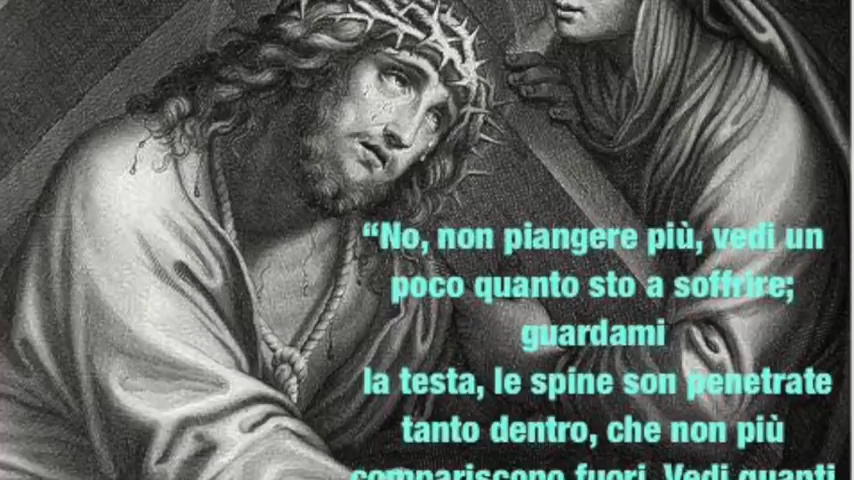 “No, non piangere più, vedi un
poco quanto sto a soffrire;
guardami
la testa, le spine son penetrate
tanto dentro, che non più
compariscono fuori. Vedi quanti